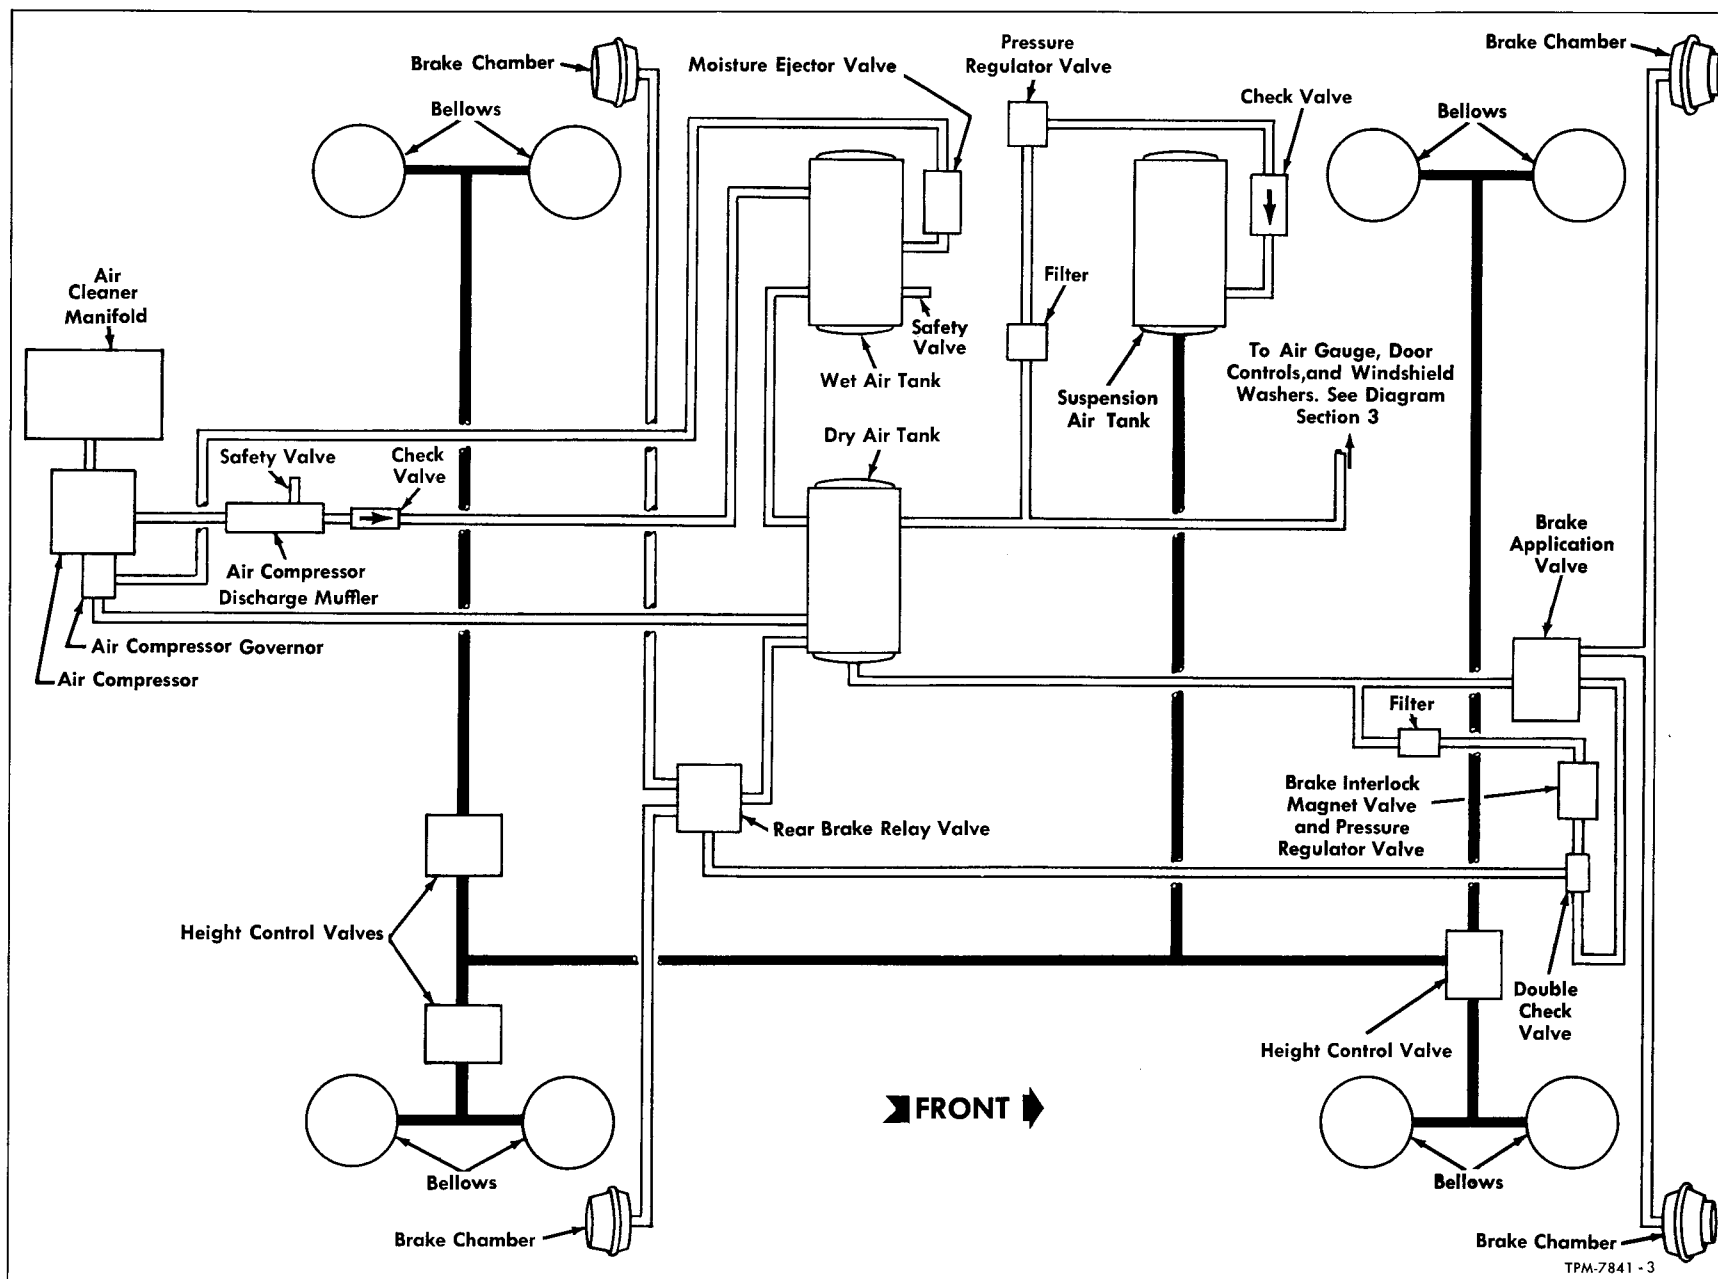 Brake Chamber
Moisture Ejector Valve
Pressure
Regulator Valve
Check Valve
Brake Chamber
Bellows
Bellows
Air
Cleaner
Manifold
Filter
Safety
Valve
Wet Air Tank
Suspension
Air Tank
To Air Gauge, Door
Controls,and Windshield
Washers. See Diagram
Section 3
Dry Air Tank
Safety Valve
Check
Valve
Air Compressor
Discharge Muffler
Brake
Application
Valve
Air Compressor Governor
Air Compressor
Filter
Brake Interlock
Magnet Valve
and Pressure
Regulator Valve
Rear Brake Relay Valve
Height Control Valves
Double
Check
Valve
Height Control Valve
FRONT
Bellows
Bellows
Brake Chamber
Brake Chamber
TPM-7841 - 3